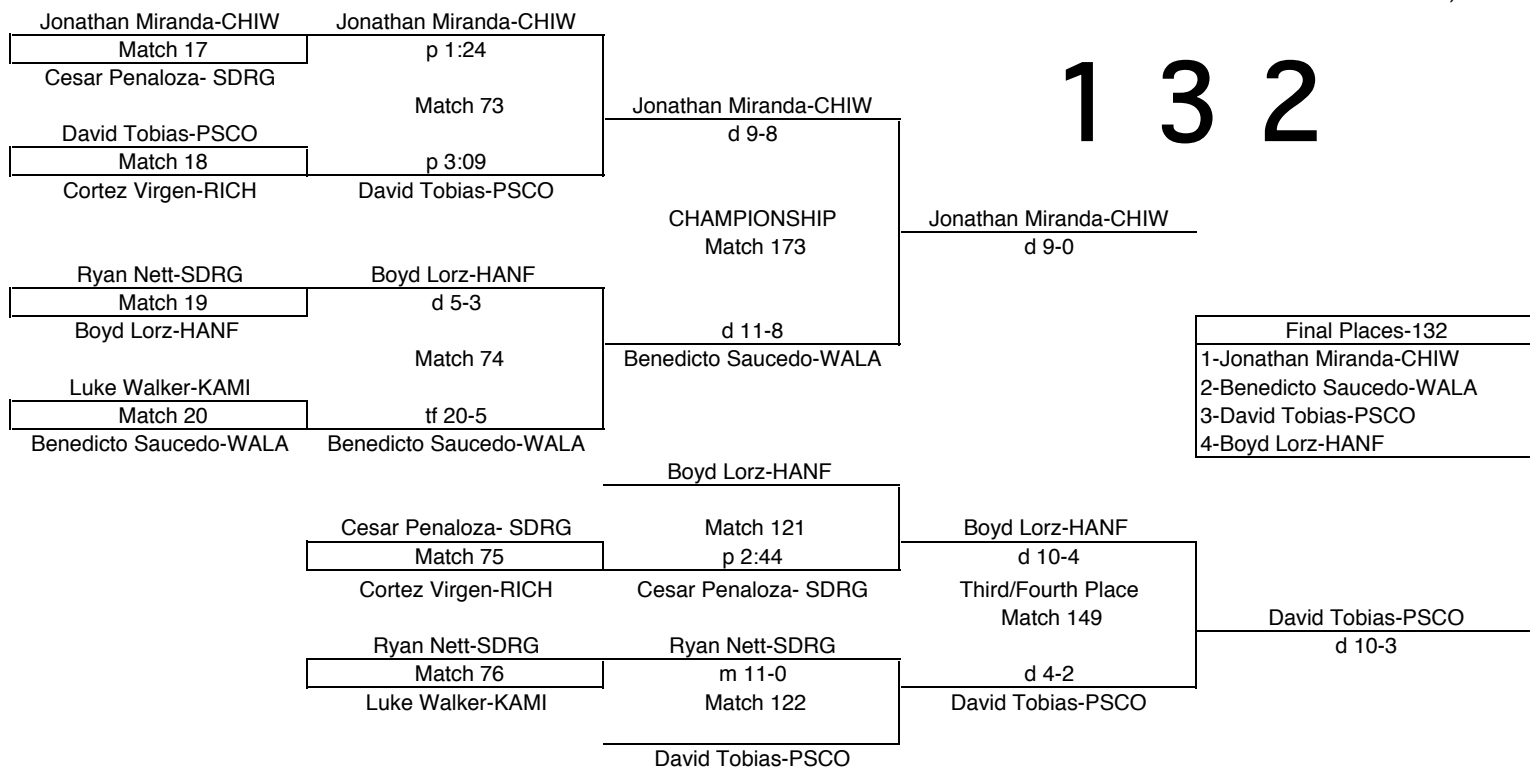 Jonathan Miranda-CHIW
Jonathan Miranda-CHIW
Match 17
p 1:24
1 3 2
Cesar Penaloza- SDRG
Match 73
Jonathan Miranda-CHIW
David Tobias-PSCO
d 9-8
Match 18
p 3:09
Cortez Virgen-RICH
David Tobias-PSCO
CHAMPIONSHIP
Jonathan Miranda-CHIW
Match 173
d 9-0
Ryan Nett-SDRG
Boyd Lorz-HANF
Match 19
d 5-3
Boyd Lorz-HANF
d 11-8
Final Places-132
Match 74
Benedicto Saucedo-WALA
1-Jonathan Miranda-CHIW
Luke Walker-KAMI
2-Benedicto Saucedo-WALA
Match 20
tf 20-5
3-David Tobias-PSCO
Benedicto Saucedo-WALA
Benedicto Saucedo-WALA
4-Boyd Lorz-HANF
Boyd Lorz-HANF
Cesar Penaloza- SDRG
Match 121
Boyd Lorz-HANF
Match 75
p 2:44
d 10-4
Cortez Virgen-RICH
Cesar Penaloza- SDRG
Third/Fourth Place
Match 149
David Tobias-PSCO
Ryan Nett-SDRG
Ryan Nett-SDRG
d 10-3
Match 76
m 11-0
d 4-2
Luke Walker-KAMI
Match 122
David Tobias-PSCO
David Tobias-PSCO